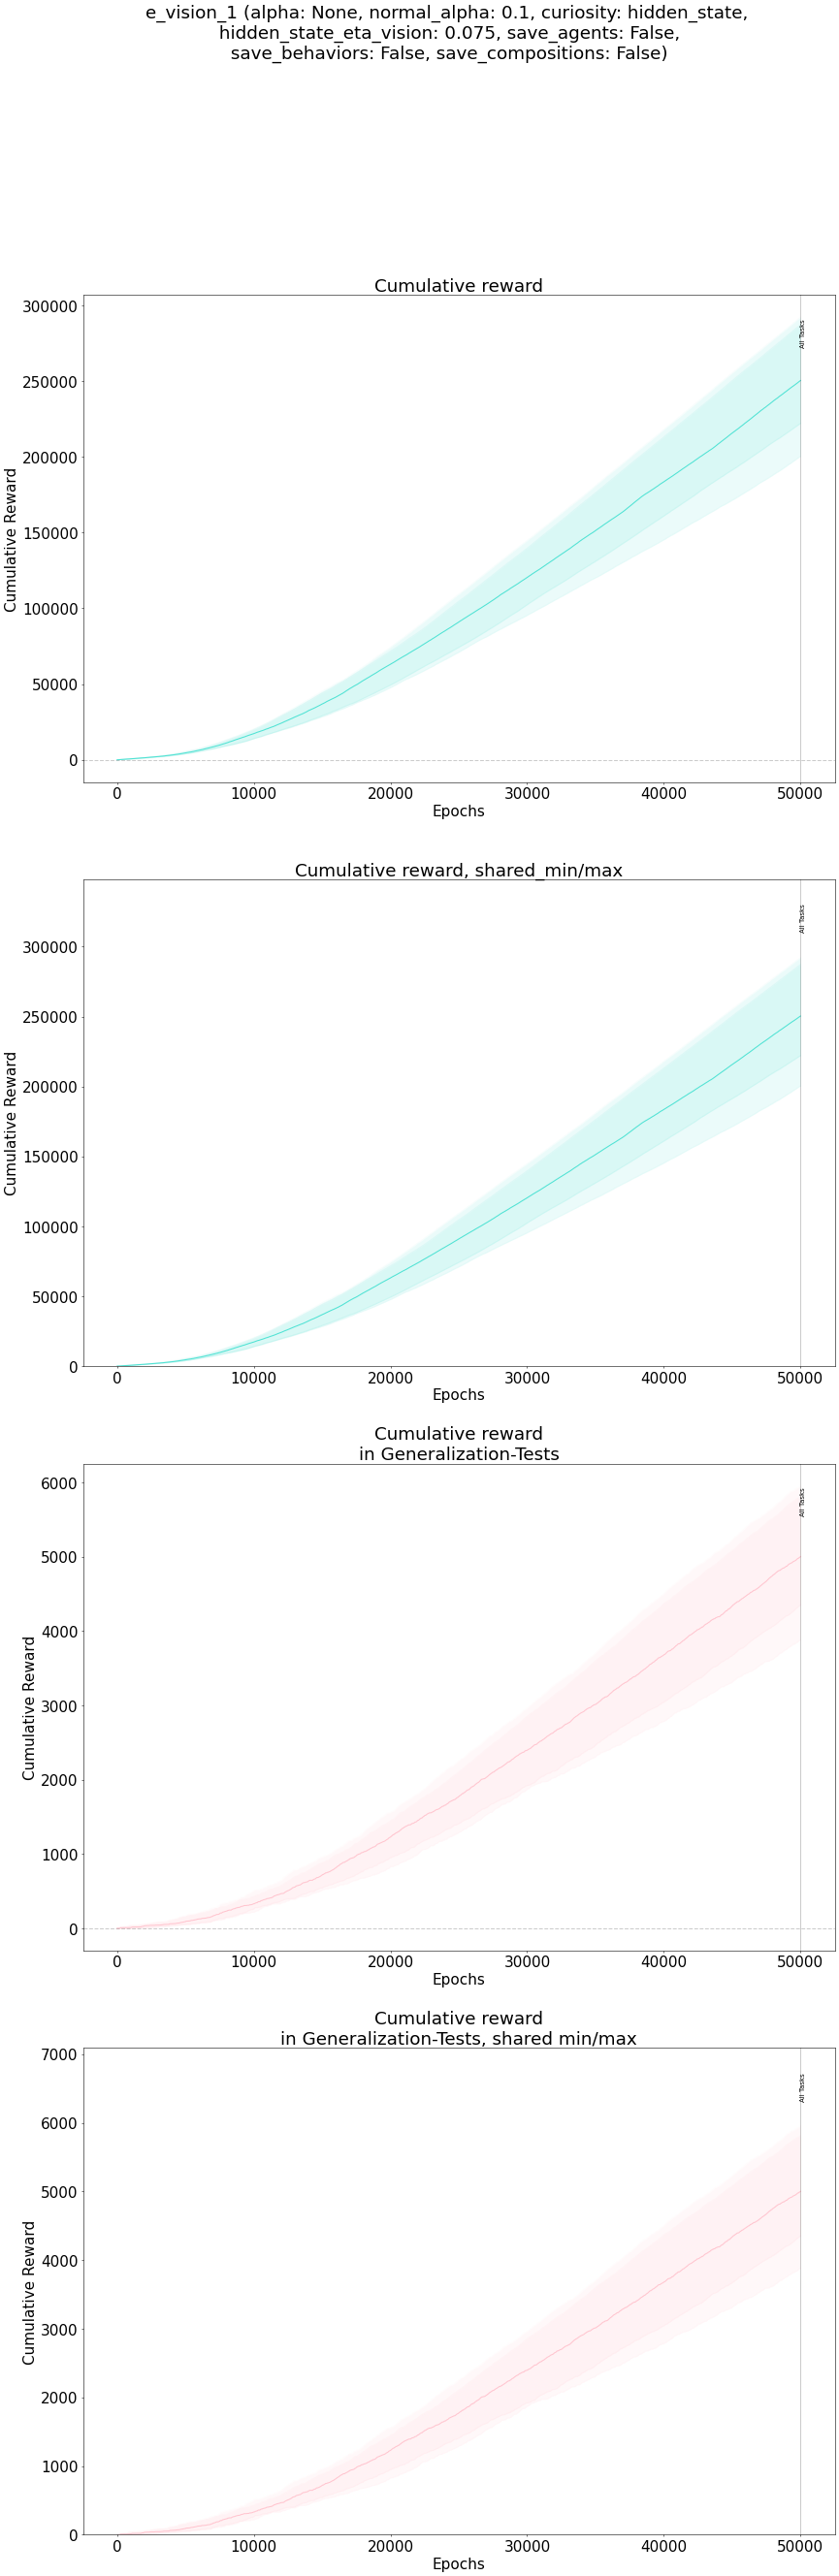 e_vision_1 (alpha: None, normal_alpha: 0.1, curiosity: hidden_state,
hidden_state_eta_vision: 0.075, save_agents: False,
save_behaviors: False, save_compositions: False)
Cumulative reward
300000
250000
200000
150000
100000
50000
0
Cumulative Reward
All Tasks
0 10000 20000 30000 40000 50000
Epochs
Cumulative reward, shared_min/max
300000
250000
200000
150000
100000
50000
0
Cumulative Reward
All Tasks
0 10000 20000 30000 40000 50000
Epochs
Cumulative reward
in Generalization-Tests
6000
5000
4000
3000
2000
1000
0
Cumulative Reward
All Tasks
0 10000 20000 30000 40000 50000
Epochs
Cumulative reward
in Generalization-Tests, shared min/max
7000
6000
5000
4000
3000
2000
1000
0
Cumulative Reward
All Tasks
0 10000 20000 30000 40000 50000
Epochs